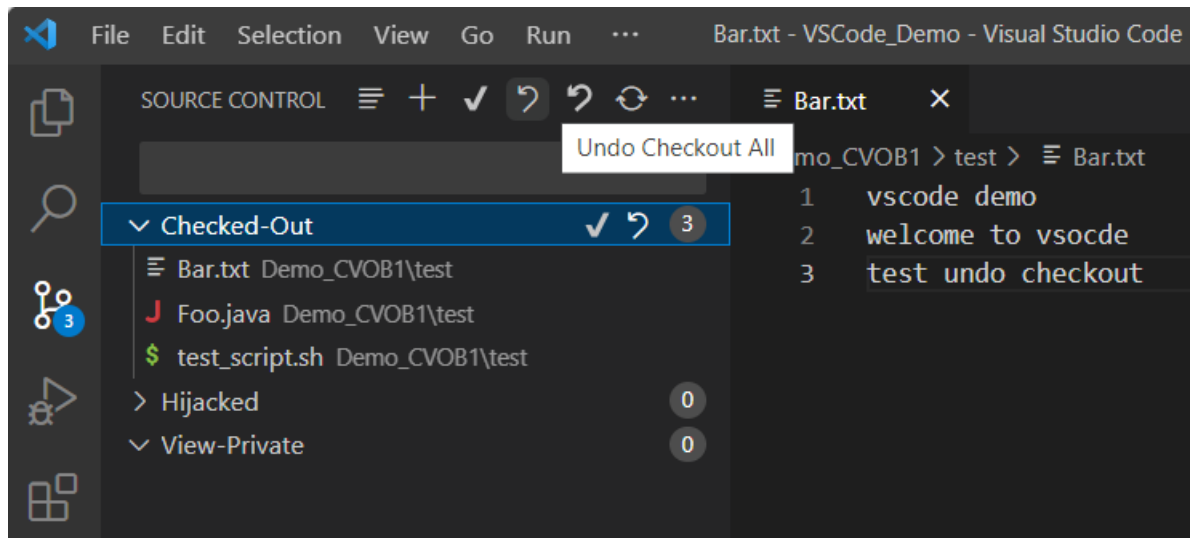 File Edit Selection View Go Run ··· Bar.txt - VSCode_Demo - Visual Studio Code
SOURCE CONTROL
Bar.txt
Undo Checkout All
mo_CVOB1 > test > Bar.txt
1 vscode demo
Checked-Out 3
2 welcome to vsocde
Bar.txt Demo_CVOB1\test
3 test undo checkout
Foo.java Demo_CVOB1\test
3
test_script.sh Demo_CVOB1\test
Hijacked 0
View-Private 0